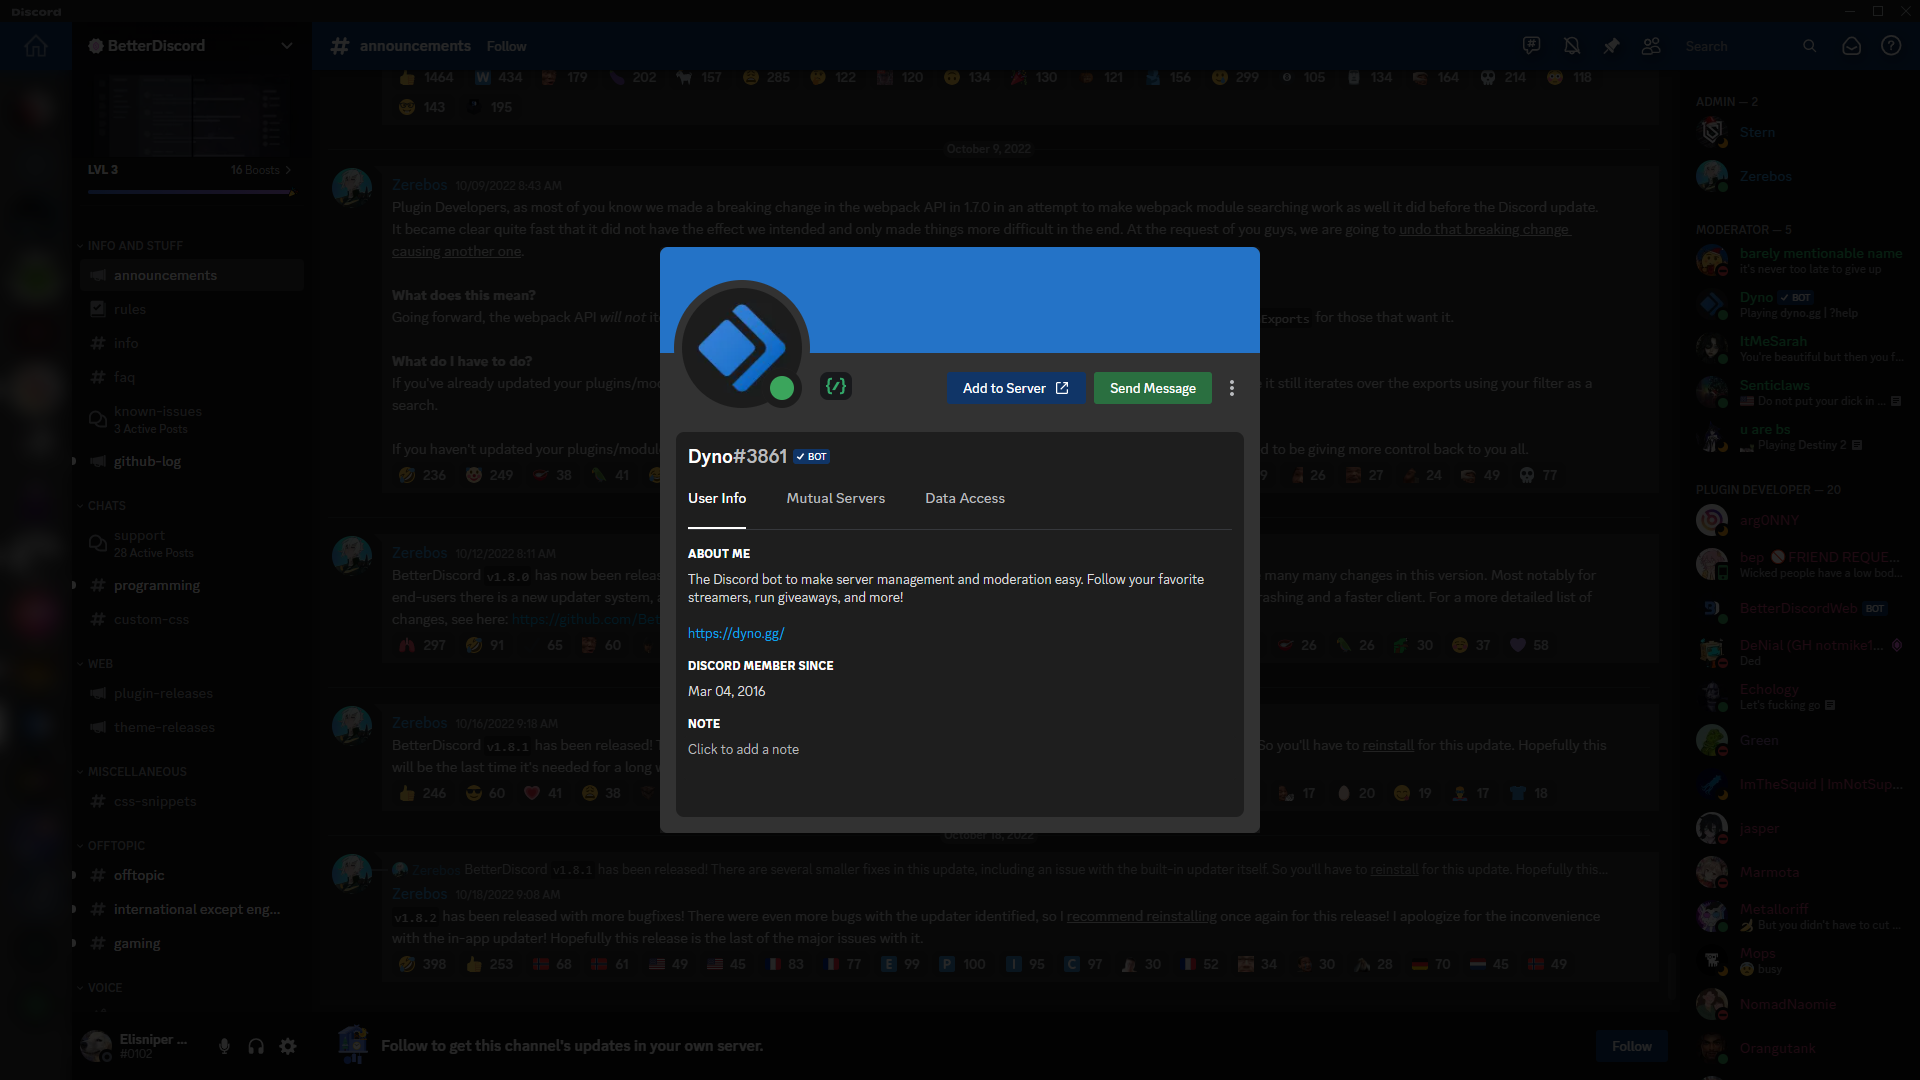 Discord
BetterDiscord
announcements
Follow
Search
LVL 3
16 Boosts
INFO AND STUFF
announcements
rules
info
faq
known-issues
3 Active Posts
github-log
CHATS
support
28 Active Posts
programming
custom-css
WEB
plugin-releases
theme-releases
MISCELLANEOUS
css-snippets
OFFTOPIC
offtopic
international except eng...
gaming
VOICE
Elisniper ...
#0102
1464 434 179 202 157 285 122 120 134 130 121 156 299 105 134 164 214 118
143 195
October 9, 2022
Zerebos 10/09/2022 8:43 AM
Plugin Developers, as most of you know we made a breaking change in the webpack API in 1.7.0 in an attempt to make webpack module searching work as well it did before the Discord update.
It became clear quite fast that it did not have the effect we intended and only made things more difficult in the end. At the request of you guys, we are going to undo that breaking change
causing another one.
What does this mean?
Going forward, the webpack API will not it
Exports for those that want it.
What do I have to do?
If you've already updated your plugins/mo
it still iterates over the exports using your filter as a
search.
If you haven't updated your plugins/modul
d to be giving more control back to you all.
236 249 38 41
9 26 27 24 49 77
Zerebos 10/12/2022 8:11 AM
BetterDiscord v1.8.0 has now been releas
many many changes in this version. Most notably for
end-users there is a new updater system, a
rashing and a faster client. For a more detailed list of
changes, see here: https://github.com/Be
297 91 65 60
26 26 30 37 58
Zerebos 10/16/2022 9:18 AM
BetterDiscord v1.8.1 has been released! T
So you'll have to reinstall for this update. Hopefully this
will be the last time it's needed for a long w
246 60 41 38
17 20 19 17 18
October 18, 2022
Zerebos BetterDiscord v1.8.1 has been released! There are several smaller fixes in this update, including an issue with the built-in updater itself. So you'll have to reinstall for this update. Hopefully this...
Zerebos 10/18/2022 9:08 AM
v1.8.2 has been released with more bugfixes! There were even more bugs with the updater identified, so I recommend reinstalling once again for this release! I apologize for the inconvenience
with the in-app updater! Hopefully this release is the last of the major issues with it.
398 253 68 61 49 45 83 77 E 99 P 100 I 95 C 97 30 52 34 30 28 70 45 49
Follow to get this channel's updates in your own server.
Follow
Add to Server
Send Message
Dyno#3861 BOT
User Info
Mutual Servers
Data Access
ABOUT ME
The Discord bot to make server management and moderation easy. Follow your favorite
streamers, run giveaways, and more!
https://dyno.gg/
DISCORD MEMBER SINCE
Mar 04, 2016
NOTE
Click to add a note
ADMIN — 2
Stern
Zerebos
MODERATOR — 5
barely mentionable name
it's never too late to give up
Dyno BOT
Playing dyno.gg | ?help
ItMeSarah
You're beautiful but then you f...
Senticlaws
Do not put your dick in ...
u are bs
Playing Destiny 2
PLUGIN DEVELOPER — 20
arg0NNY
bep FRIEND REQUE...
Wicked people have a low bod...
BetterDiscordWeb BOT
DeNial (GH notmike1...
Ded
Echology
Let's fucking go
Green
ImTheSquid | ImNotSup...
jasper
Marmota
Metalloriff
But you didn't have to cut ...
Mops
busy
NomadNaomie
Orangutank